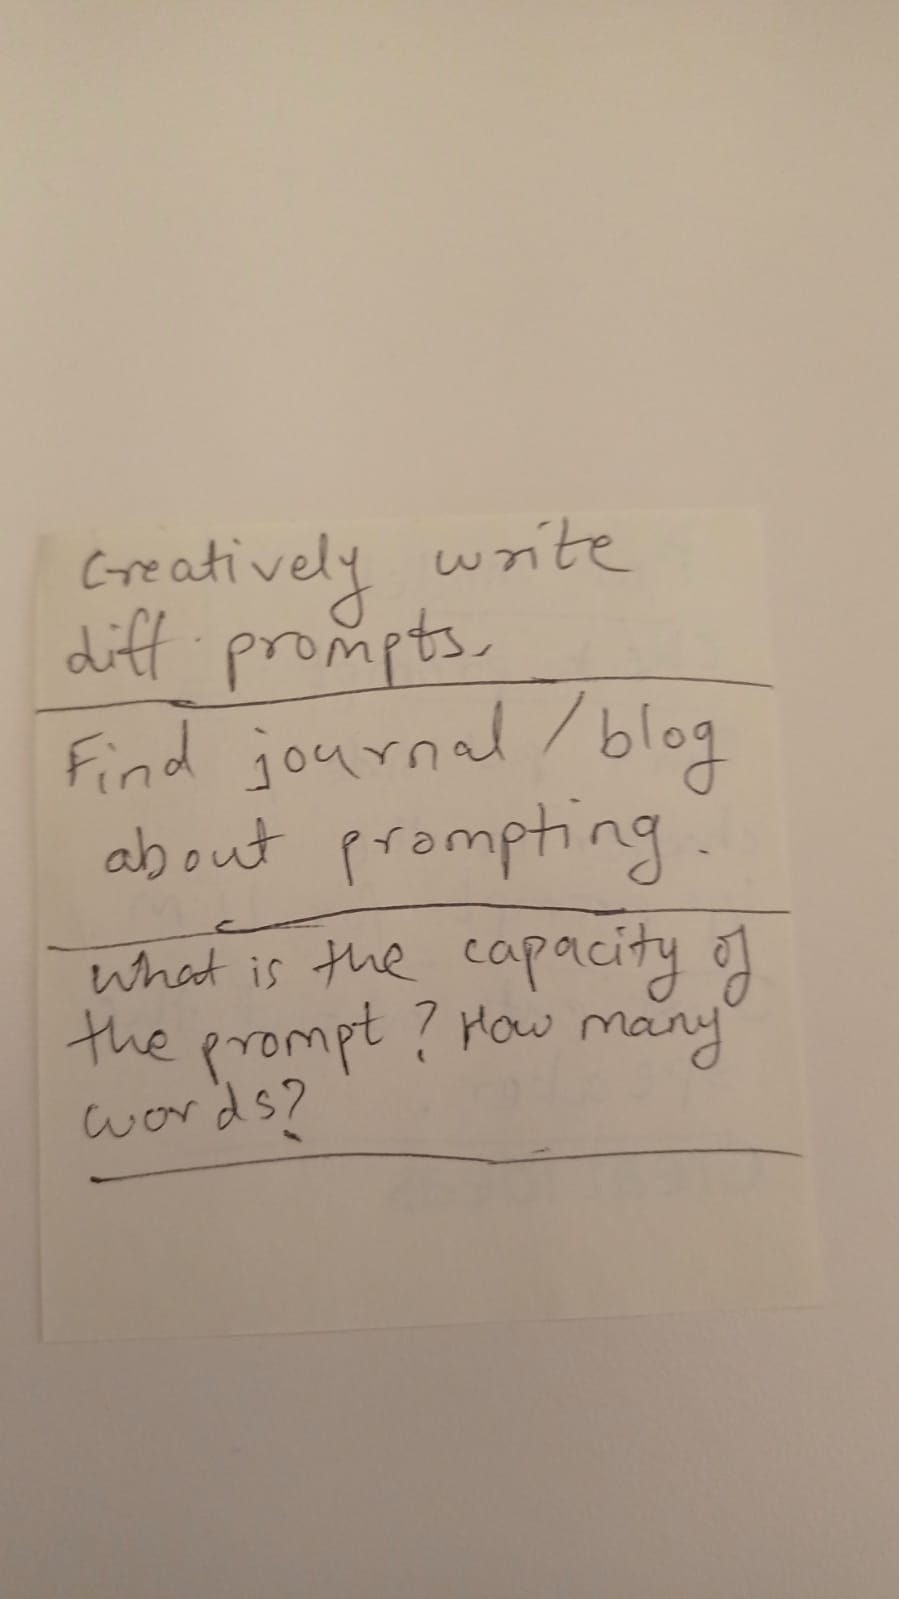 Creatively write
diff. prompts.
Find journal / blog
about prompting.
What is the capacity of
the prompt? How many
words?